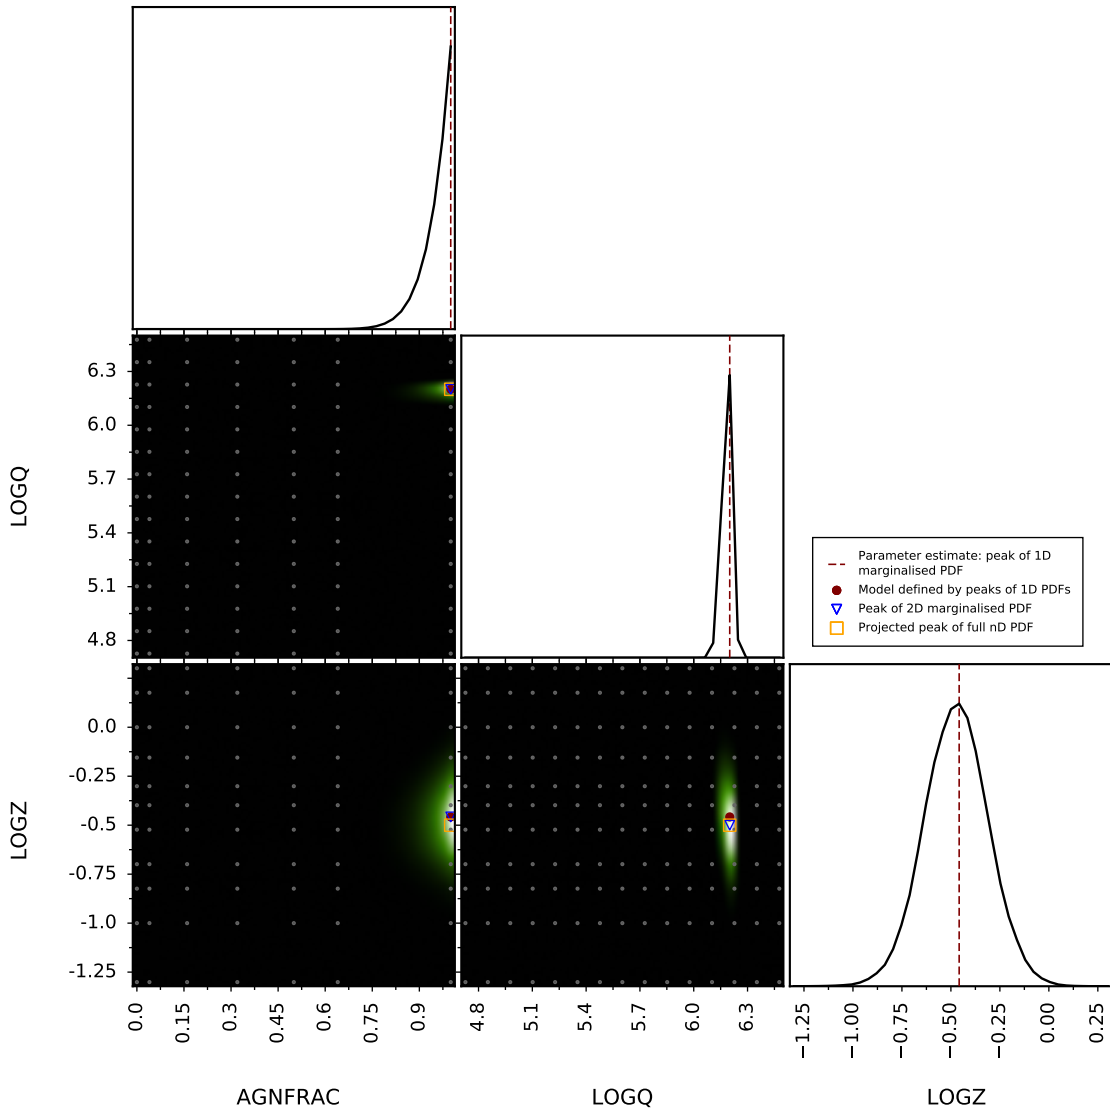 6.3
6.0
5.7
5.4
5.1
4.8
LOGQ
Parameter estimate: peak of 1D
marginalised PDF
Model defined by peaks of 1D PDFs
Peak of 2D marginalised PDF
Projected peak of full nD PDF
0.0
-0.25
-0.5
-0.75
-1.0
-1.25
LOGZ
0.0 0.15 0.3 0.45 0.6 0.75 0.9
4.8 5.1 5.4 5.7 6.0 6.3
−1.25 −1.00 −0.75 −0.50 −0.25 0.00 0.25
AGNFRAC LOGQ LOGZ